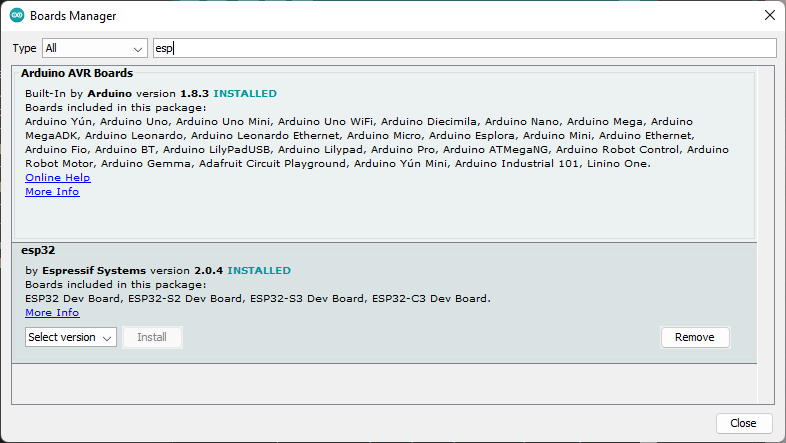 Boards Manager
Type All esp
Arduino AVR Boards
Built-In by Arduino version 1.8.3 INSTALLED
Boards included in this package:
Arduino Yún, Arduino Uno, Arduino Uno Mini, Arduino Uno WiFi, Arduino Diecimila, Arduino Nano, Arduino Mega, Arduino
MegaADK, Arduino Leonardo, Arduino Leonardo Ethernet, Arduino Micro, Arduino Esplora, Arduino Mini, Arduino Ethernet,
Arduino Fio, Arduino BT, Arduino LilyPadUSB, Arduino Lilypad, Arduino Pro, Arduino ATMegaNG, Arduino Robot Control, Arduino
Robot Motor, Arduino Gemma, Adafruit Circuit Playground, Arduino Yún Mini, Arduino Industrial 101, Linino One.
Online Help
More Info
esp32
by Espressif Systems version 2.0.4 INSTALLED
Boards included in this package:
ESP32 Dev Board, ESP32-S2 Dev Board, ESP32-S3 Dev Board, ESP32-C3 Dev Board.
More Info
Select version Install Remove
Close